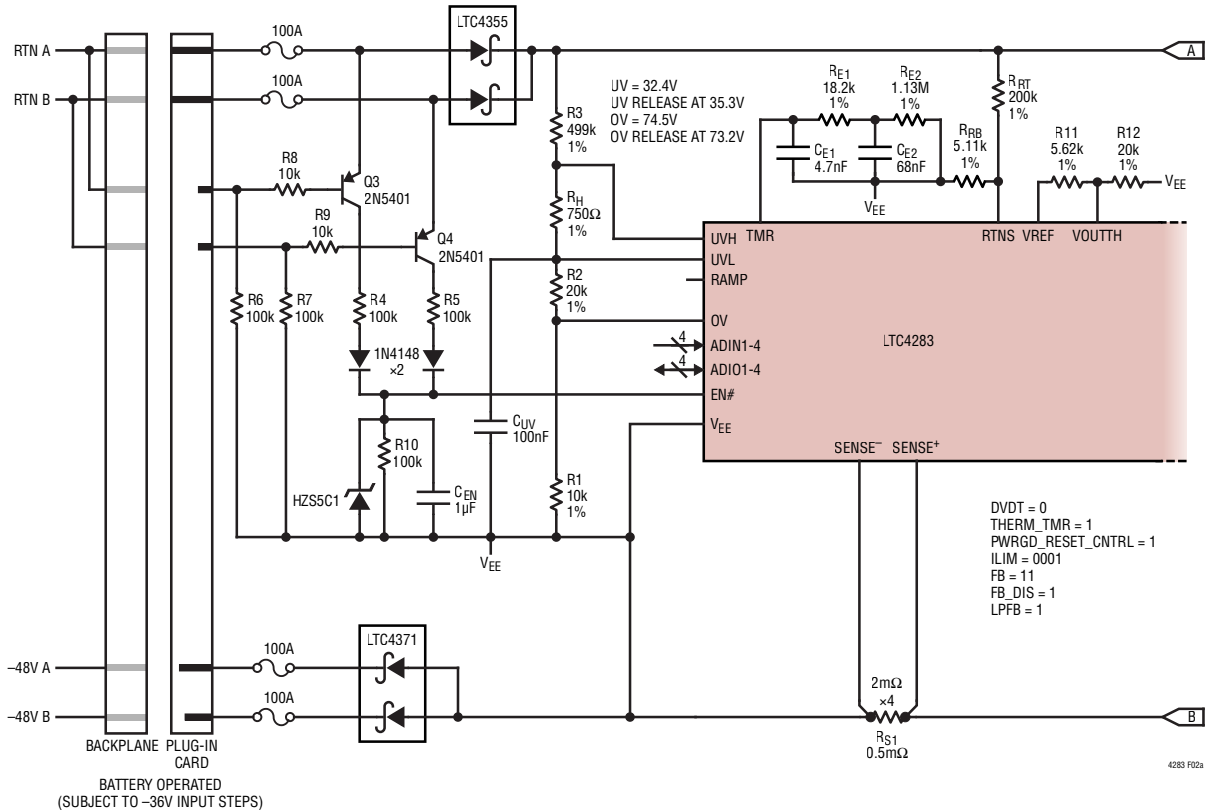 RTN A
RTN B
100A
100A
LTC4355
A
UV = 32.4V
UV RELEASE AT 35.3V
OV = 74.5V
OV RELEASE AT 73.2V
R3
499k
1%
RE1
18.2k
1%
RE2
1.13M
1%
RRT
200k
1%
CE1
4.7nF
CE2
68nF
RRB
5.11k
1%
R11
5.62k
1%
R12
20k
1%
VEE
VEE
R8
10k
Q3
2N5401
R9
10k
Q4
2N5401
RH
750Ω
1%
R2
20k
1%
R6
100k
R7
100k
R4
100k
R5
100k
1N4148
×2
TMR
RTNS
VREF
VOUTTH
UVH
UVL
RAMP
OV
4
ADIN1-4
4
ADIO1-4
EN#
VEE
LTC4283
SENSE–
SENSE+
CUV
100nF
R10
100k
HZS5C1
CEN
1µF
R1
10k
1%
VEE
DVDT = 0
THERM_TMR = 1
PWRGD_RESET_CNTRL = 1
ILIM = 0001
FB = 11
FB_DIS = 1
LPFB = 1
–48V A
–48V B
100A
100A
LTC4371
2mΩ
×4
RS1
0.5mΩ
B
BACKPLANE
PLUG-IN
CARD
BATTERY OPERATED
(SUBJECT TO –36V INPUT STEPS)
4283 F02a